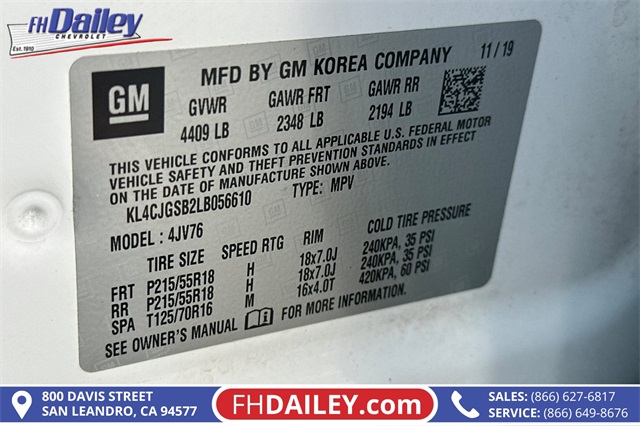 FHDailey
CHEVROLET
Est. 1910
GM
MFD BY GM KOREA COMPANY 11/19
GVWR GAWR FRT GAWR RR
4409 LB 2348 LB 2194 LB
THIS VEHICLE CONFORMS TO ALL APPLICABLE U.S. FEDERAL MOTOR
VEHICLE SAFETY AND THEFT PREVENTION STANDARDS IN EFFECT
ON THE DATE OF MANUFACTURE SHOWN ABOVE.
KL4CJGSB2LB056610 TYPE: MPV
MODEL: 4JV76
TIRE SIZE SPEED RTG RIM COLD TIRE PRESSURE
FRT P215/55R18 H 18x7.0J 240KPA, 35 PSI
RR P215/55R18 H 18x7.0J 240KPA, 35 PSI
SPA T125/70R16 M 16x4.0T 420KPA, 60 PSI
SEE OWNER'S MANUAL FOR MORE INFORMATION.
800 DAVIS STREET
SAN LEANDRO, CA 94577
FHDAILEY.com
SALES: (866) 627-6817
SERVICE: (866) 649-8676